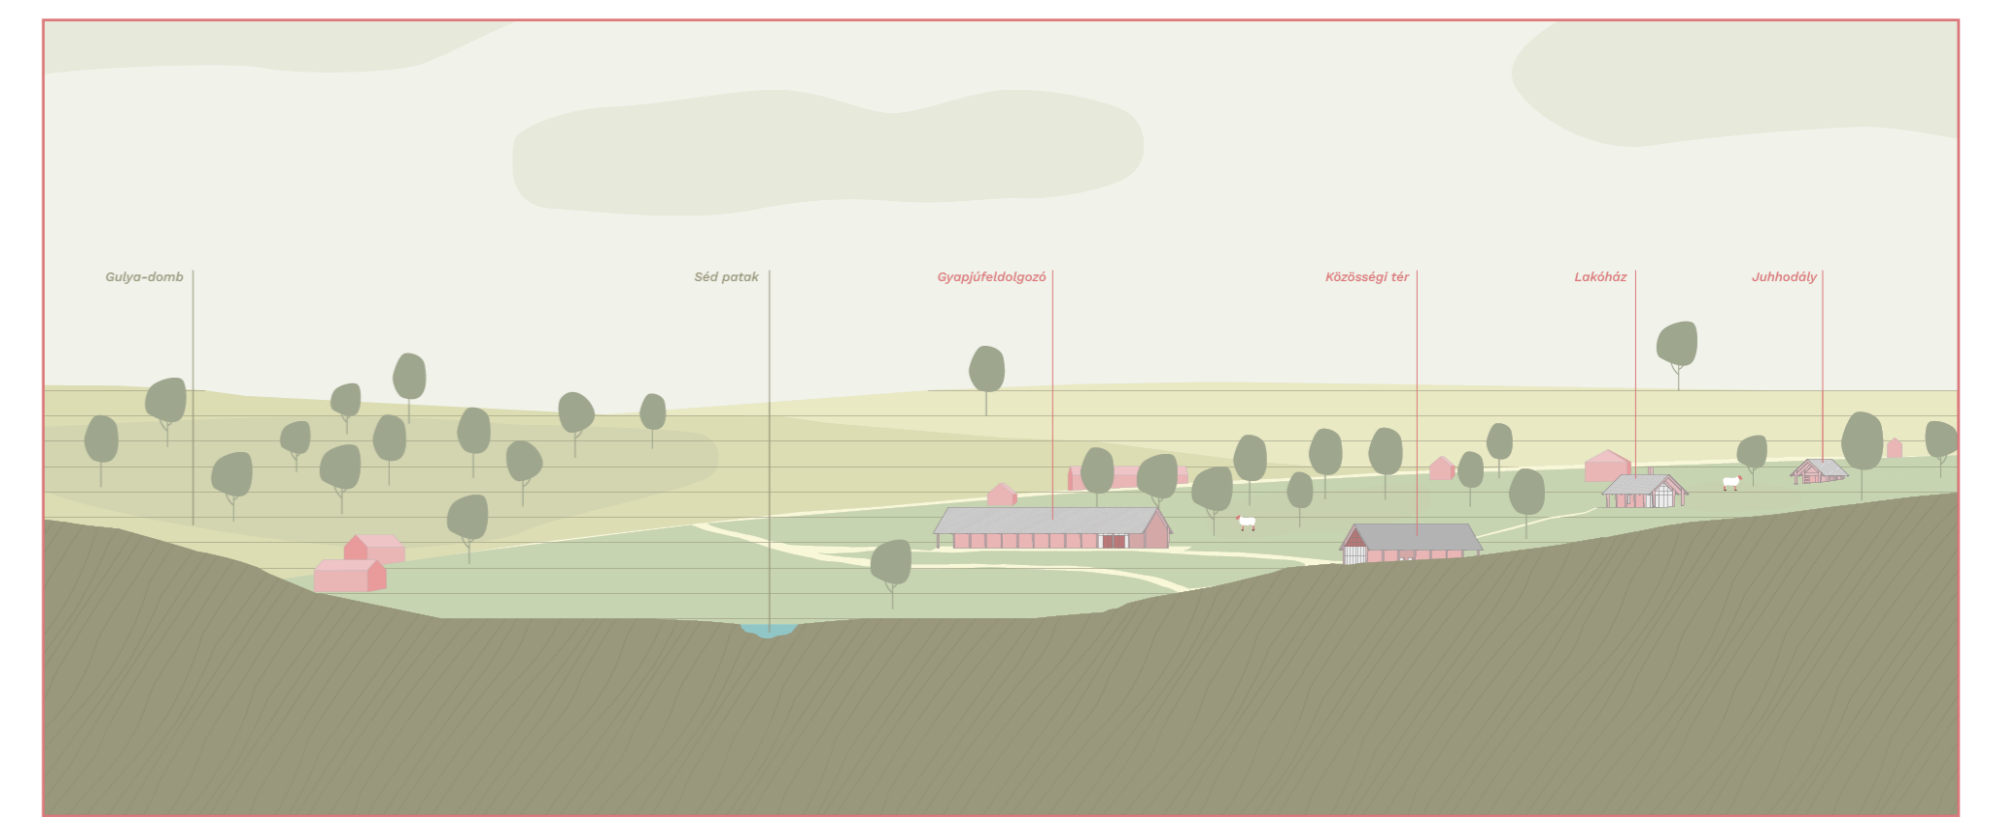 Gulya-domb
Séd patak
Gyapjúfeldolgozó
Közösségi tér
Lakóház
Juhhodály